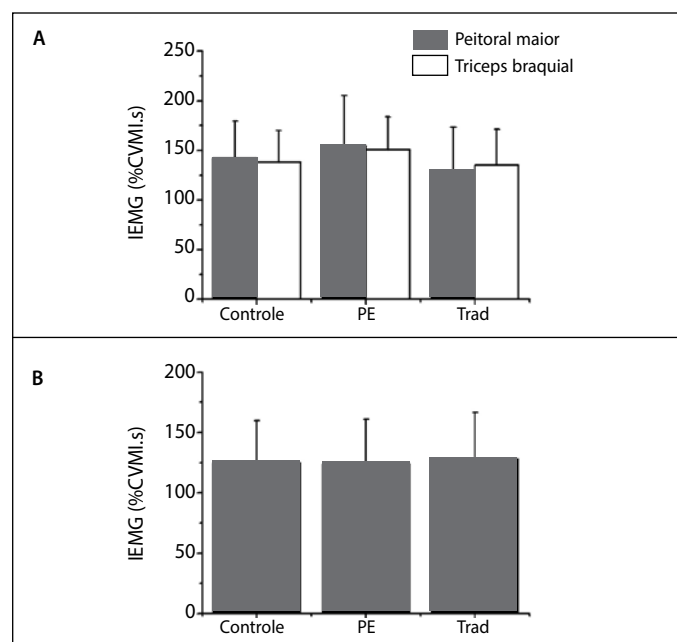 A
Peitoral maior
Triceps braquial
IEMG (%CVMI.s)
250
200
150
100
50
0
Controle PE Trad
B
IEMG (%CVMI.s)
200
150
100
50
0
Controle PE Trad